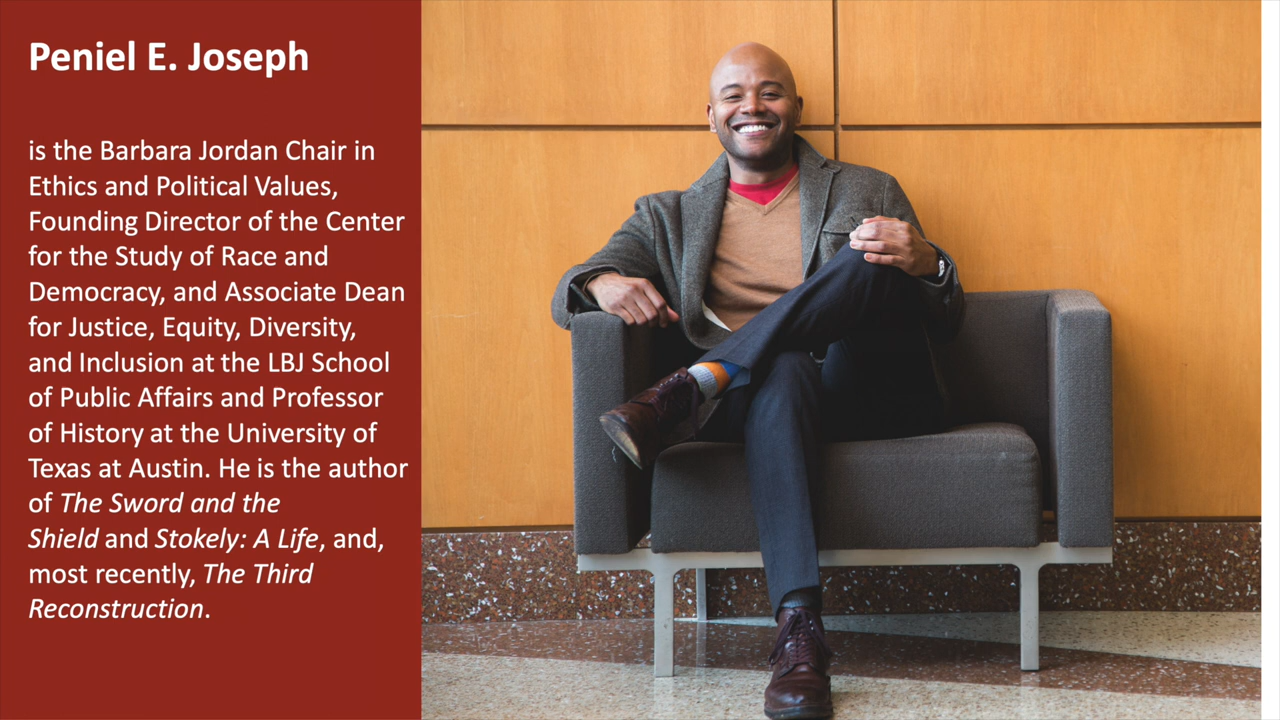 Peniel E. Joseph
is the Barbara Jordan Chair in
Ethics and Political Values,
Founding Director of the Center
for the Study of Race and
Democracy, and Associate Dean
for Justice, Equity, Diversity,
and Inclusion at the LBJ School
of Public Affairs and Professor
of History at the University of
Texas at Austin. He is the author
of The Sword and the
Shield and Stokely: A Life, and,
most recently, The Third
Reconstruction.